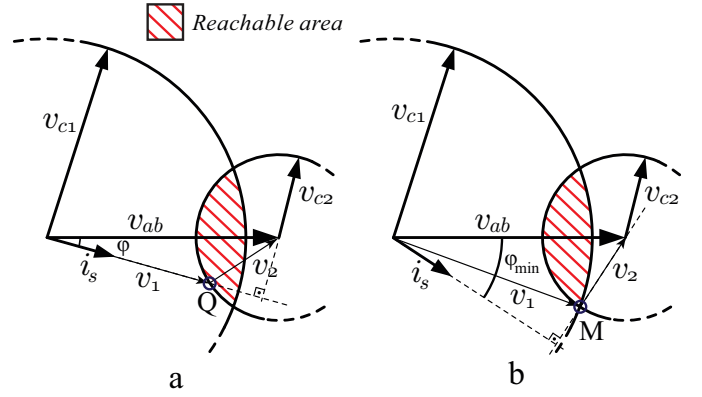 Reachable area
v_c1
v_ab
v_c2
φ
i_s
v_1
v_2
Q
a
v_c1
v_ab
v_c2
φ_min
i_s
v_1
v_2
M
b